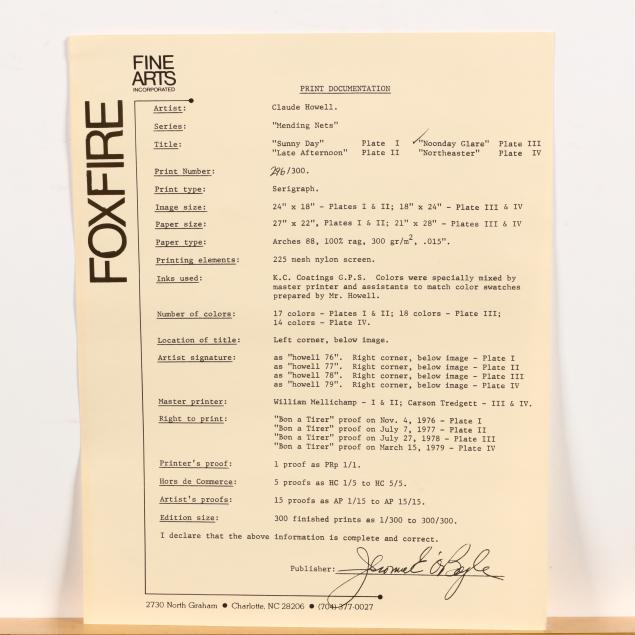 FOXFIRE
FINE
ARTS
INCORPORATED
PRINT DOCUMENTATION
Artist: Claude Howell.
Series: "Mending Nets"
Title: "Sunny Day" Plate I ✓ "Noonday Glare" Plate III
"Late Afternoon" Plate II "Northeaster" Plate IV
Print Number: 296/300.
Print type: Serigraph.
Image size: 24" x 18" - Plates I & II; 18" x 24" - Plate III & IV
Paper size: 27" x 22", Plates I & II; 21" x 28" - Plate III & IV
Paper type: Arches 88, 100% rag, 300 gr/m², .015".
Printing elements: 225 mesh nylon screen.
Inks used: K.C. Coatings G.P.S. Colors were specially mixed by
master printer and assistants to match color swatches
prepared by Mr. Howell.
Number of colors: 17 colors - Plates I & II; 18 colors - Plate III;
14 colors - Plate IV.
Location of title: Left corner, below image.
Artist signature: as "howell 76". Right corner, below image - Plate I
as "howell 77". Right corner, below image - Plate II
as "howell 78". Right corner, below image - Plate III
as "howell 79". Right corner, below image - Plate IV
Master printer: William Mellichamp - I & II; Carson Tredgett - III & IV.
Right to print: "Bon a Tirer" proof on Nov. 4, 1976 - Plate I
"Bon a Tirer" proof on July 7, 1977 - Plate II
"Bon a Tirer" proof on July 27, 1978 - Plate III
"Bon a Tirer" proof on March 15, 1979 - Plate IV
Printer's proof: 1 proof as PRp 1/1.
Hors de Commerce: 5 proofs as HC 1/5 to HC 5/5.
Artist's proofs: 15 proofs as AP 1/15 to AP 15/15.
Edition size: 300 finished prints as 1/300 to 300/300.
I declare that the above information is complete and correct.
Publisher: Jerome E O'Boyle
2730 North Graham ● Charlotte, NC 28206 ● (704) 377-0027